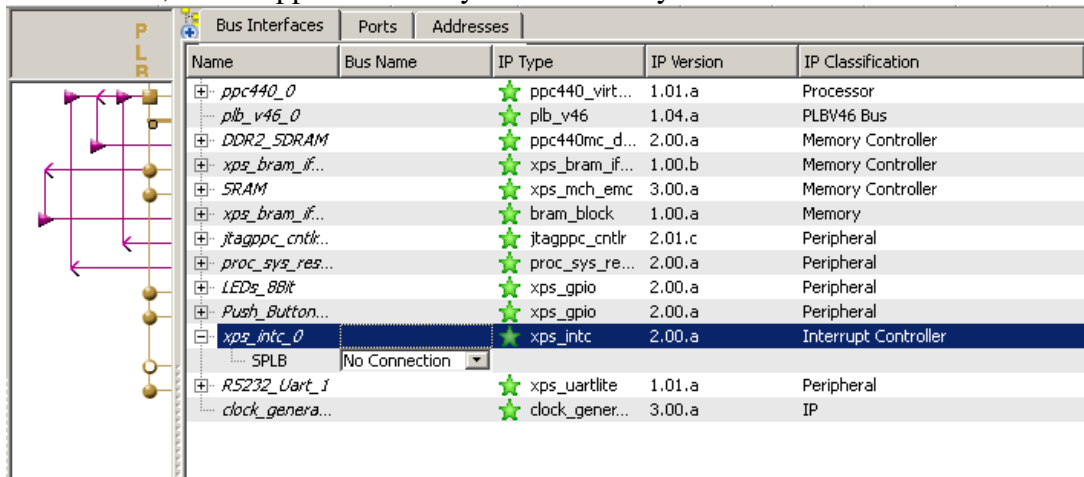 P
L
B
Bus Interfaces Ports Addresses
Name Bus Name IP Type IP Version IP Classification
ppc440_0 ppc440_virt... 1.01.a Processor
plb_v46_0 plb_v46 1.04.a PLBV46 Bus
DDR2_SDRAM ppc440mc_d... 2.00.a Memory Controller
xps_bram_if... xps_bram_if... 1.00.b Memory Controller
SRAM xps_mch_emc 3.00.a Memory Controller
xps_bram_if... bram_block 1.00.a Memory
jtagppc_cntlr... jtagppc_cntlr 2.01.c Peripheral
proc_sys_res... proc_sys_re... 2.00.a Peripheral
LEDs_8Bit xps_gpio 2.00.a Peripheral
Push_Button... xps_gpio 2.00.a Peripheral
xps_intc_0 xps_intc 2.00.a Interrupt Controller
SPLB No Connection
RS232_Uart_1 xps_uartlite 1.01.a Peripheral
clock_genera... clock_gener... 3.00.a IP